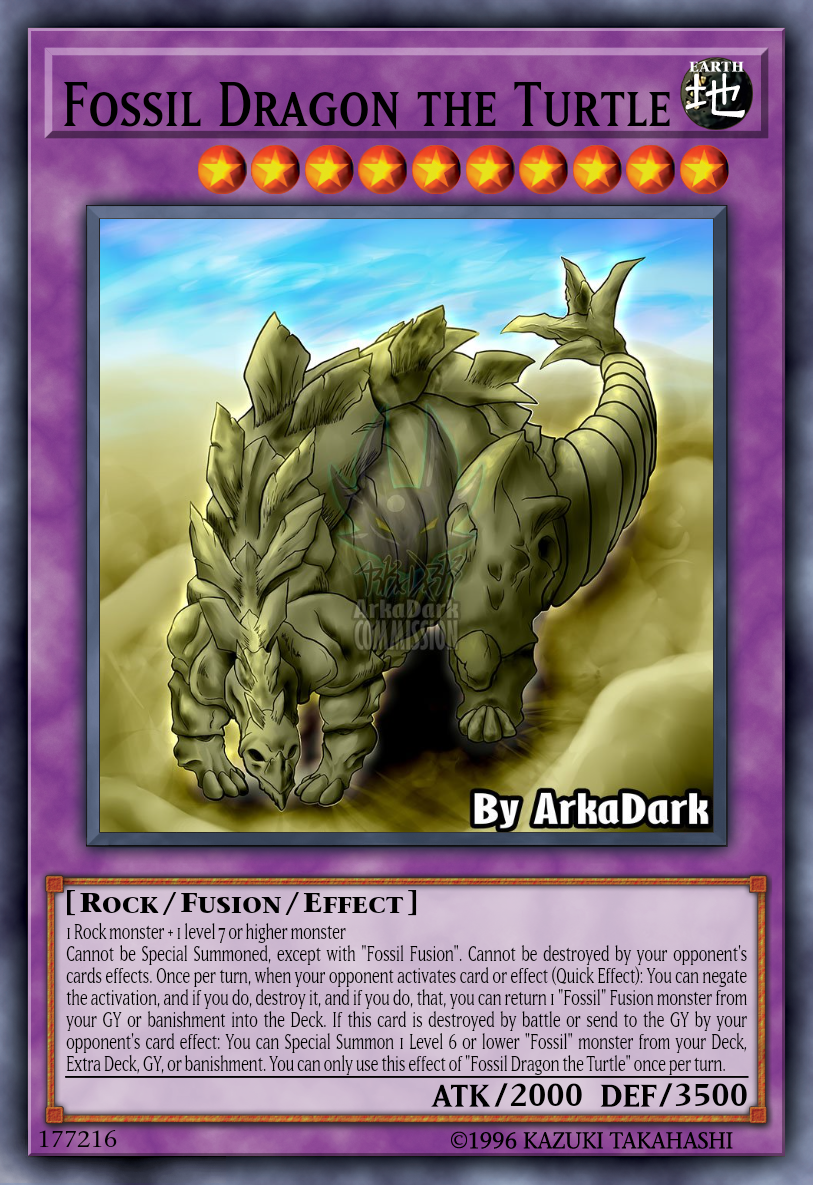 Fossil Dragon the Turtle
EARTH
地
ArkaDark
COMMISSION
By ArkaDark
[Rock/Fusion/Effect]
1 Rock monster + 1 level 7 or higher monster
Cannot be Special Summoned, except with "Fossil Fusion". Cannot be destroyed by your opponent's
cards effects. Once per turn, when your opponent activates card or effect (Quick Effect): You can negate
the activation, and if you do, destroy it, and if you do, that, you can return 1 "Fossil" Fusion monster from
your GY or banishment into the Deck. If this card is destroyed by battle or send to the GY by your
opponent's card effect: You can Special Summon 1 Level 6 or lower "Fossil" monster from your Deck,
Extra Deck, GY, or banishment. You can only use this effect of "Fossil Dragon the Turtle" once per turn.
ATK/2000 DEF/3500
177216
©1996 KAZUKI TAKAHASHI